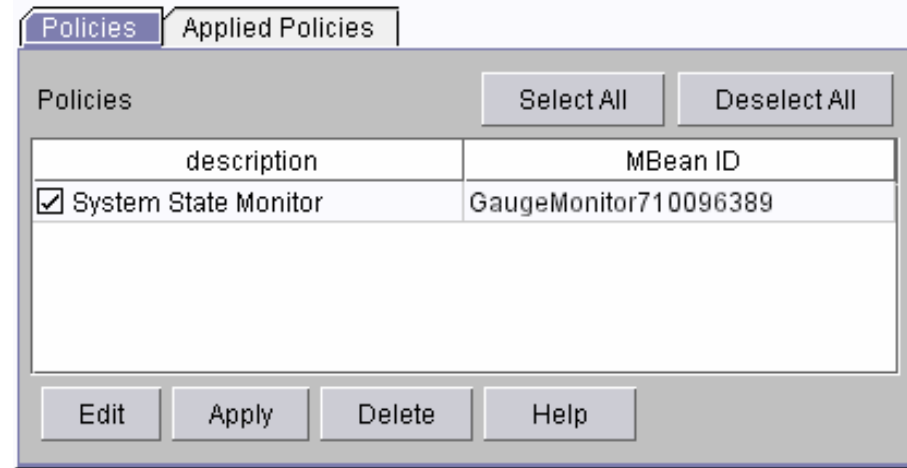 Policies Applied Policies
Policies Select All Deselect All
description MBean ID
System State Monitor GaugeMonitor710096389
Edit Apply Delete Help